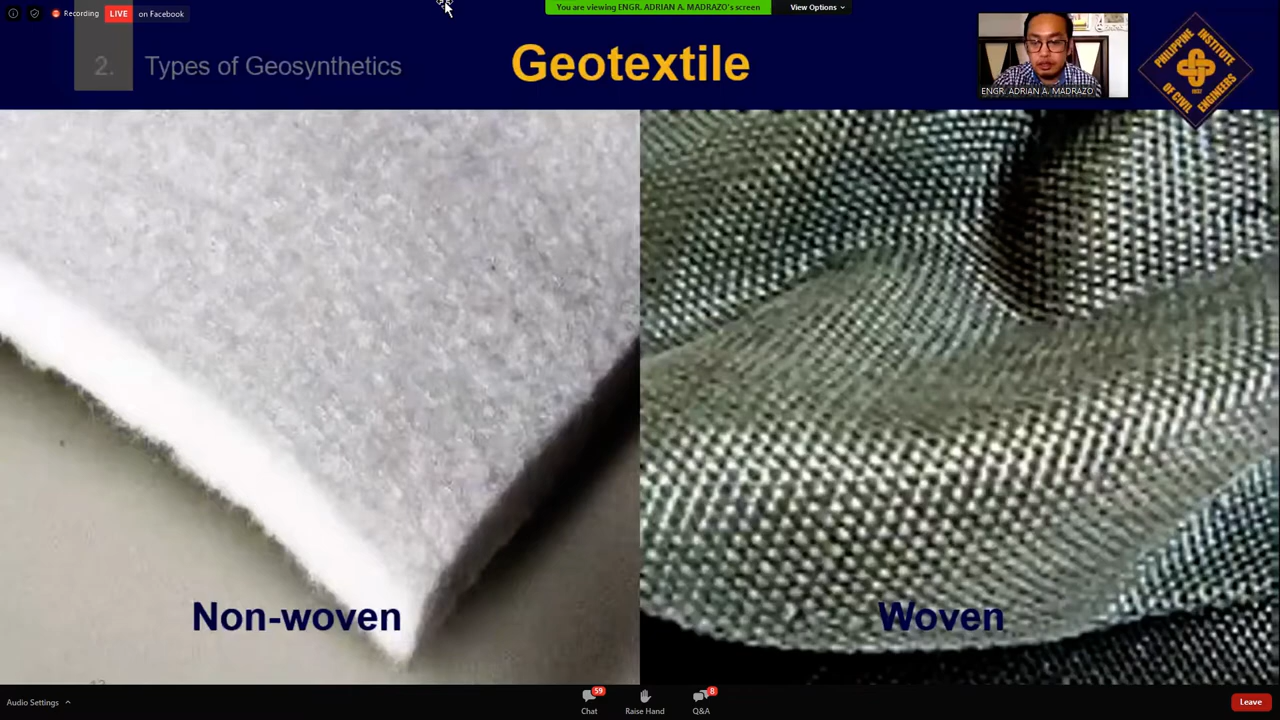 Recording
LIVE
on Facebook
You are viewing ENGR. ADRIAN A. MADRAZO's screen
View Options
2.
Types of Geosynthetics
Geotextile
ENGR. ADRIAN A. MADRAZO
PHILIPPINE INSTITUTE
OF CIVIL ENGINEERS
Non-woven
Woven
Audio Settings
59
Chat
Raise Hand
8
Q&A
Leave